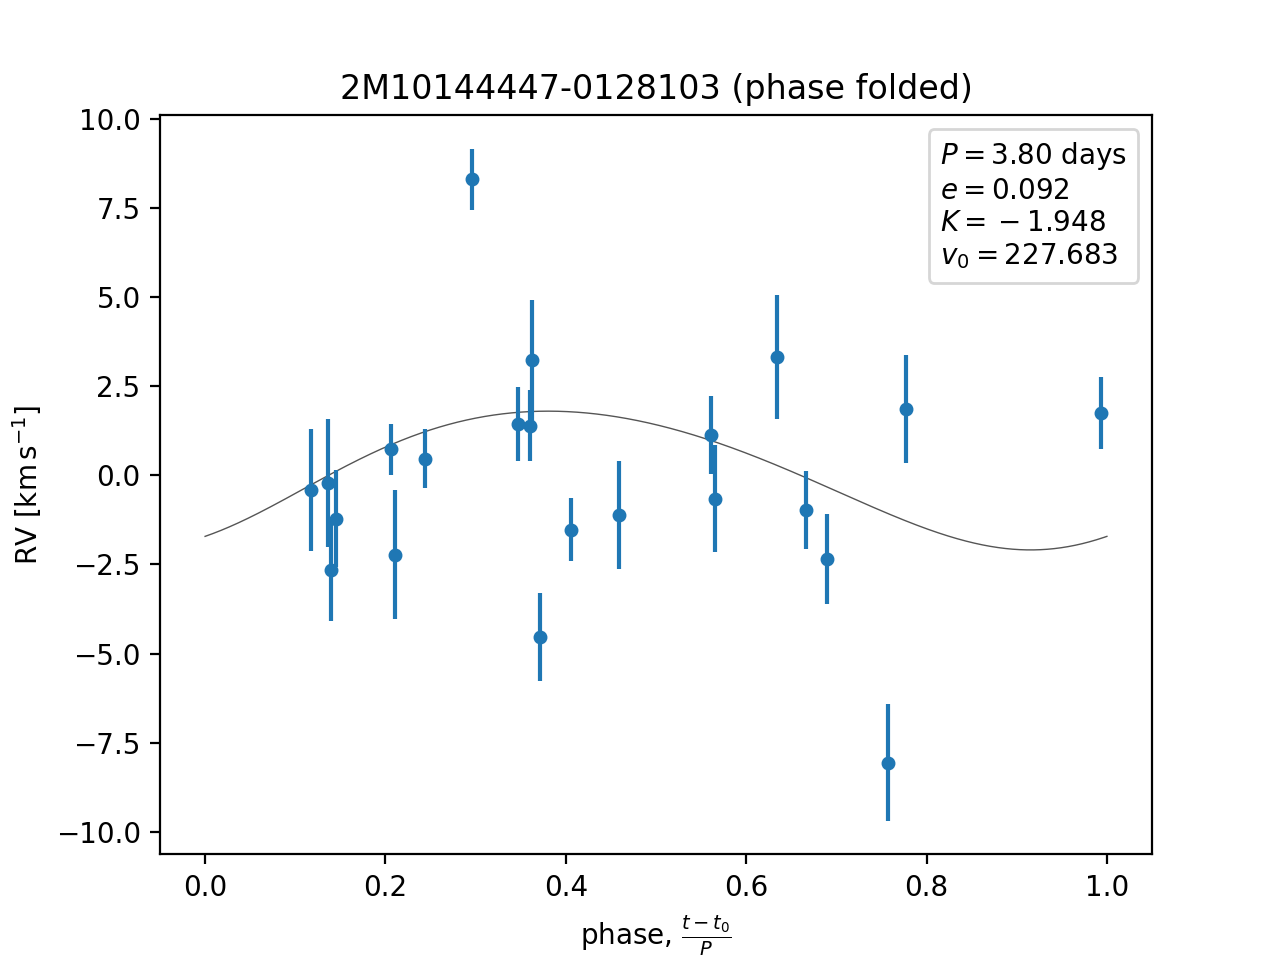 2M10144447-0128103 (phase folded)
P = 3.80 days
e = 0.092
K = −1.948
v₀ = 227.683
RV [km s⁻¹]
10.0
7.5
5.0
2.5
0.0
−2.5
−5.0
−7.5
−10.0
0.0 0.2 0.4 0.6 0.8 1.0
phase, (t − t₀)/P